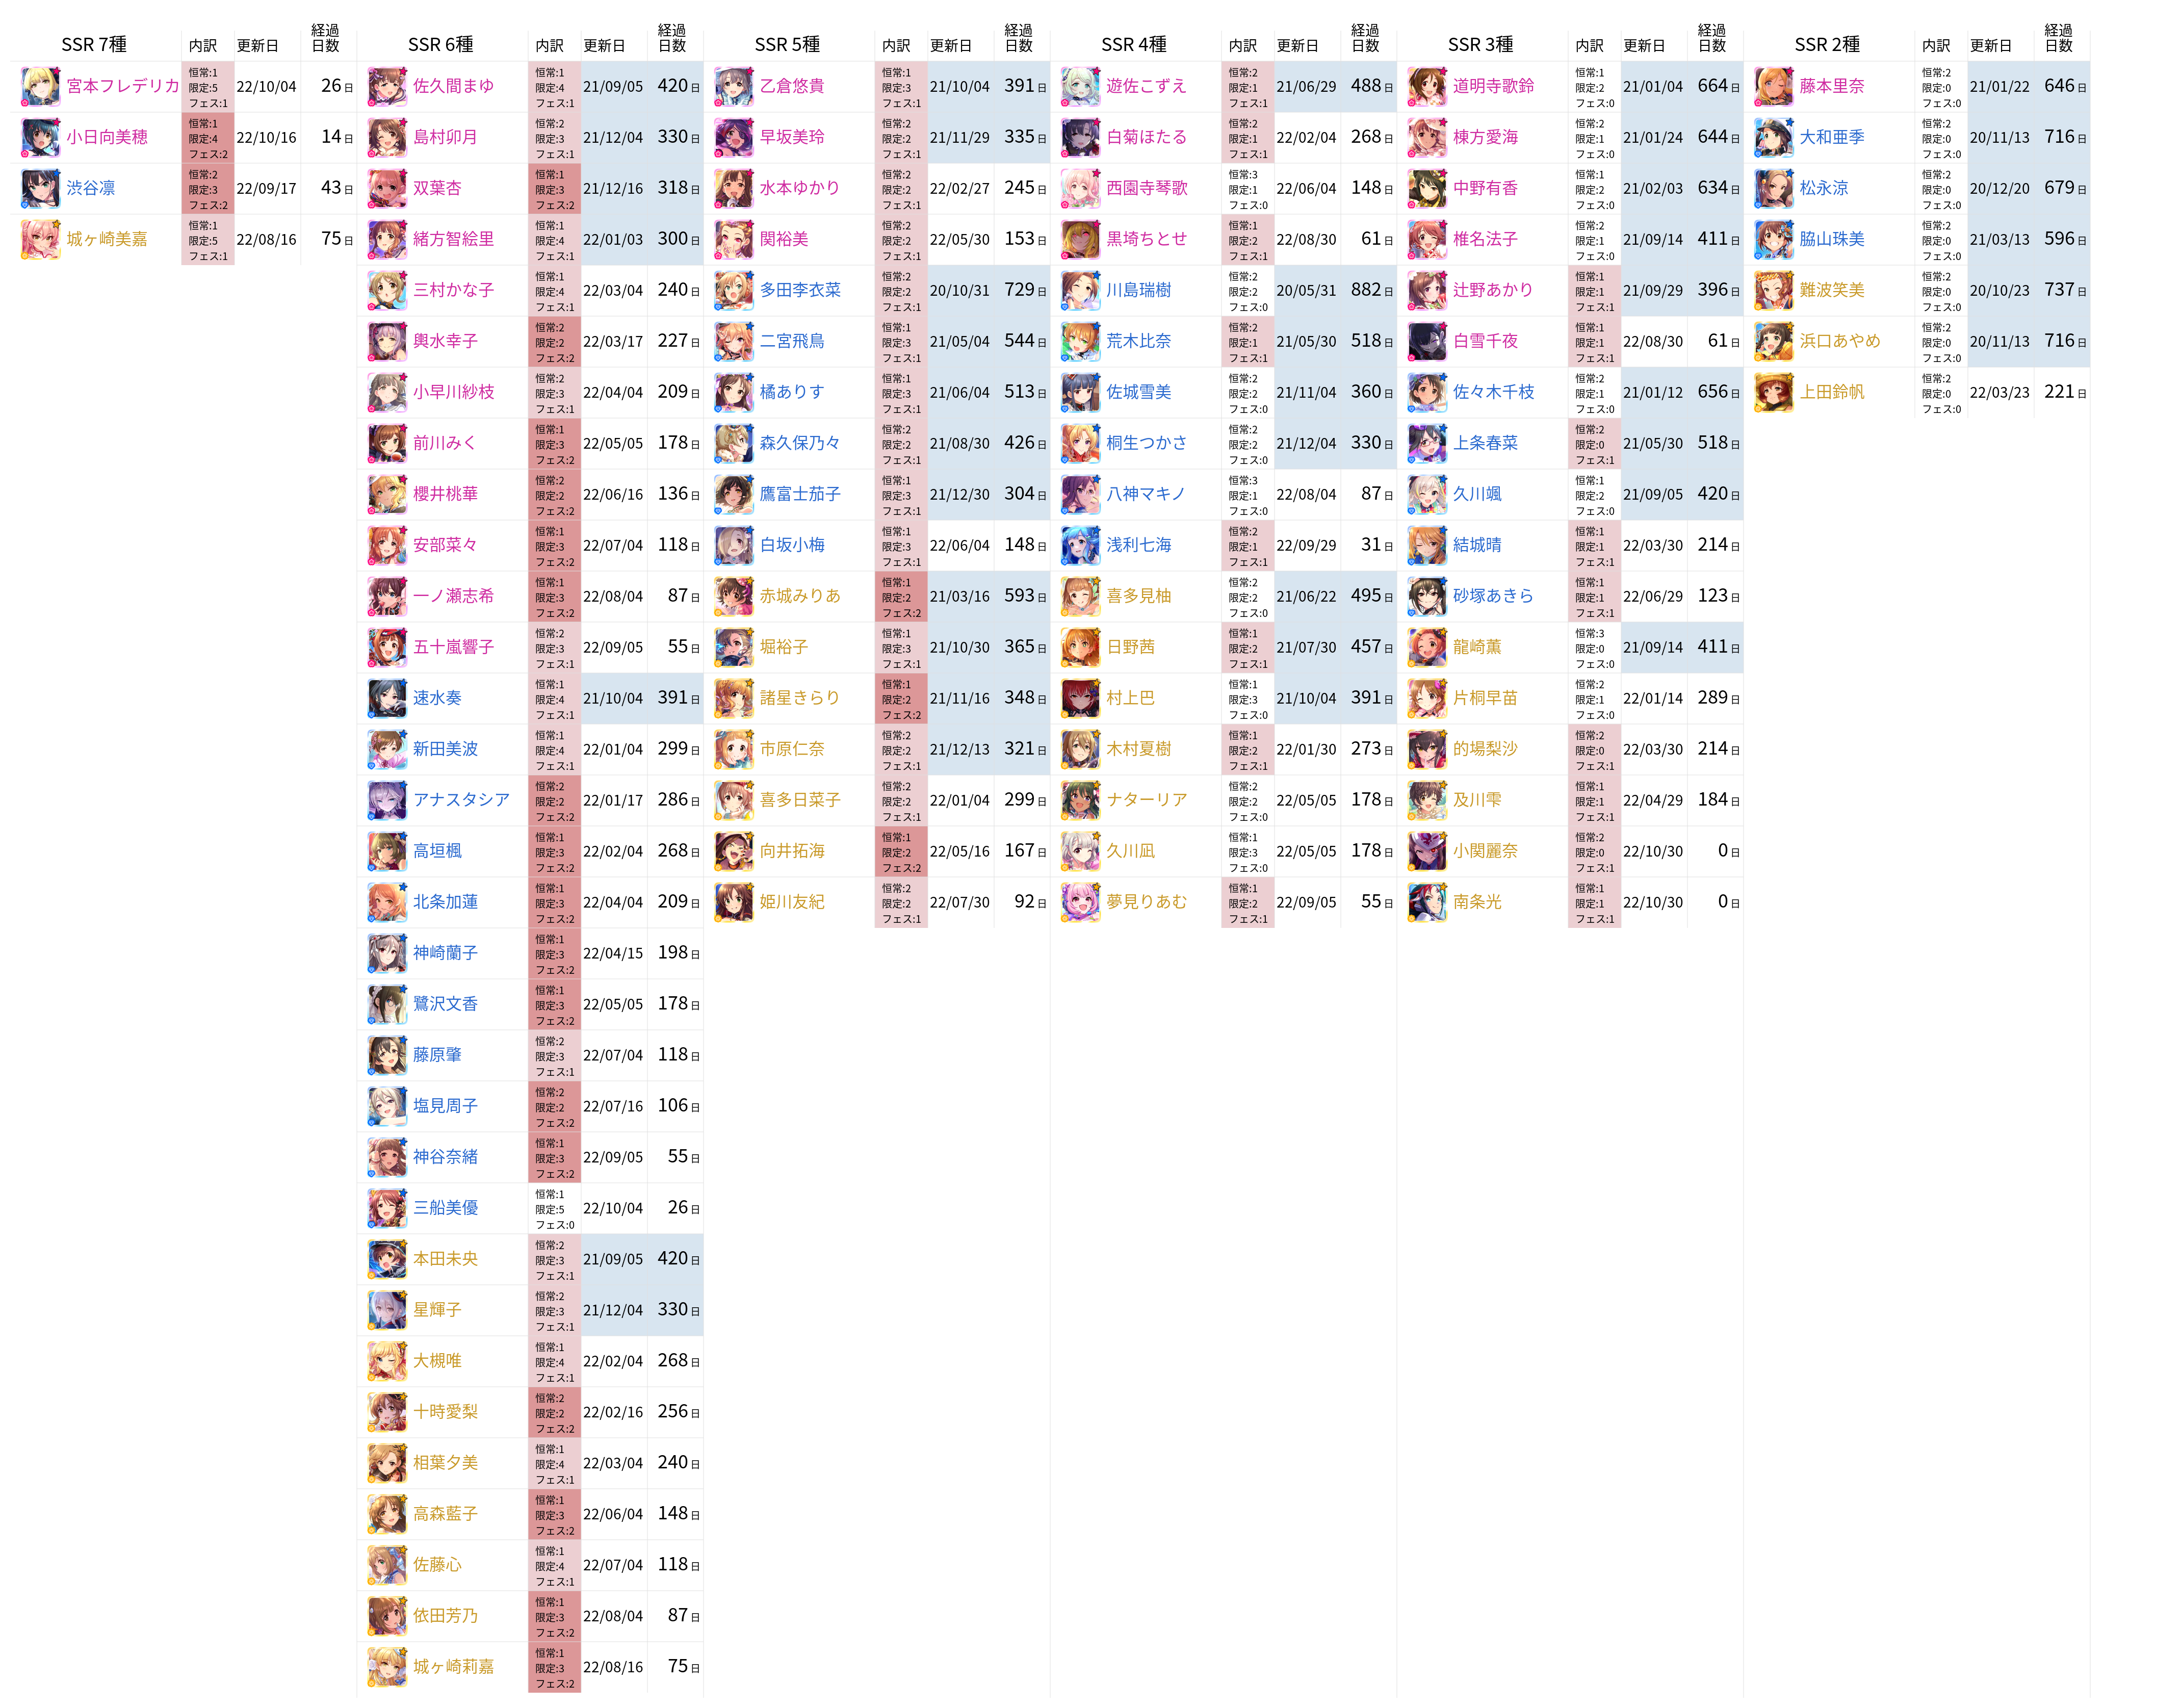 SSR 7種 内訳 更新日 経過日数
宮本フレデリカ 恒常:1 限定:5 フェス:1 22/10/04 26日
小日向美穂 恒常:1 限定:4 フェス:2 22/10/16 14日
渋谷凛 恒常:2 限定:3 フェス:2 22/09/17 43日
城ヶ崎美嘉 恒常:1 限定:5 フェス:1 22/08/16 75日
SSR 6種 内訳 更新日 経過日数
佐久間まゆ 恒常:1 限定:4 フェス:1 21/09/05 420日
島村卯月 恒常:2 限定:3 フェス:1 21/12/04 330日
双葉杏 恒常:1 限定:3 フェス:2 21/12/16 318日
緒方智絵里 恒常:1 限定:4 フェス:1 22/01/03 300日
三村かな子 恒常:1 限定:4 フェス:1 22/03/04 240日
輿水幸子 恒常:2 限定:2 フェス:2 22/03/17 227日
小早川紗枝 恒常:2 限定:3 フェス:1 22/04/04 209日
前川みく 恒常:1 限定:3 フェス:2 22/05/05 178日
櫻井桃華 恒常:2 限定:2 フェス:2 22/06/16 136日
安部菜々 恒常:1 限定:3 フェス:2 22/07/04 118日
一ノ瀬志希 恒常:1 限定:3 フェス:2 22/08/04 87日
五十嵐響子 恒常:2 限定:3 フェス:1 22/09/05 55日
速水奏 恒常:1 限定:4 フェス:1 21/10/04 391日
新田美波 恒常:1 限定:4 フェス:1 22/01/04 299日
アナスタシア 恒常:2 限定:2 フェス:2 22/01/17 286日
高垣楓 恒常:1 限定:3 フェス:2 22/02/04 268日
北条加蓮 恒常:1 限定:3 フェス:2 22/04/04 209日
神崎蘭子 恒常:1 限定:3 フェス:2 22/04/15 198日
鷺沢文香 恒常:1 限定:3 フェス:2 22/05/05 178日
藤原肇 恒常:2 限定:3 フェス:1 22/07/04 118日
塩見周子 恒常:2 限定:2 フェス:2 22/07/16 106日
神谷奈緒 恒常:1 限定:3 フェス:2 22/09/05 55日
三船美優 恒常:1 限定:5 フェス:0 22/10/04 26日
本田未央 恒常:2 限定:3 フェス:1 21/09/05 420日
星輝子 恒常:2 限定:3 フェス:1 21/12/04 330日
大槻唯 恒常:1 限定:4 フェス:1 22/02/04 268日
十時愛梨 恒常:2 限定:2 フェス:2 22/02/16 256日
相葉夕美 恒常:1 限定:4 フェス:1 22/03/04 240日
高森藍子 恒常:1 限定:3 フェス:2 22/06/04 148日
佐藤心 恒常:1 限定:4 フェス:1 22/07/04 118日
依田芳乃 恒常:1 限定:3 フェス:2 22/08/04 87日
城ヶ崎莉嘉 恒常:1 限定:3 フェス:2 22/08/16 75日
SSR 5種 内訳 更新日 経過日数
乙倉悠貴 恒常:1 限定:3 フェス:1 21/10/04 391日
早坂美玲 恒常:2 限定:2 フェス:1 21/11/29 335日
水本ゆかり 恒常:2 限定:2 フェス:1 22/02/27 245日
関裕美 恒常:2 限定:2 フェス:1 22/05/30 153日
多田李衣菜 恒常:2 限定:2 フェス:1 20/10/31 729日
二宮飛鳥 恒常:1 限定:3 フェス:1 21/05/04 544日
橘ありす 恒常:1 限定:3 フェス:1 21/06/04 513日
森久保乃々 恒常:2 限定:2 フェス:1 21/08/30 426日
鷹富士茄子 恒常:1 限定:3 フェス:1 21/12/30 304日
白坂小梅 恒常:1 限定:3 フェス:1 22/06/04 148日
赤城みりあ 恒常:1 限定:2 フェス:2 21/03/16 593日
堀裕子 恒常:1 限定:3 フェス:1 21/10/30 365日
諸星きらり 恒常:1 限定:2 フェス:2 21/11/16 348日
市原仁奈 恒常:2 限定:2 フェス:1 21/12/13 321日
喜多日菜子 恒常:2 限定:2 フェス:1 22/01/04 299日
向井拓海 恒常:1 限定:2 フェス:2 22/05/16 167日
姫川友紀 恒常:2 限定:2 フェス:1 22/07/30 92日
SSR 4種 内訳 更新日 経過日数
遊佐こずえ 恒常:2 限定:1 フェス:1 21/06/29 488日
白菊ほたる 恒常:2 限定:1 フェス:1 22/02/04 268日
西園寺琴歌 恒常:3 限定:1 フェス:0 22/06/04 148日
黒埼ちとせ 恒常:1 限定:2 フェス:1 22/08/30 61日
川島瑞樹 恒常:2 限定:2 フェス:0 20/05/31 882日
荒木比奈 恒常:2 限定:1 フェス:1 21/05/30 518日
佐城雪美 恒常:2 限定:2 フェス:0 21/11/04 360日
桐生つかさ 恒常:2 限定:2 フェス:0 21/12/04 330日
八神マキノ 恒常:3 限定:1 フェス:0 22/08/04 87日
浅利七海 恒常:2 限定:1 フェス:1 22/09/29 31日
喜多見柚 恒常:2 限定:2 フェス:0 21/06/22 495日
日野茜 恒常:1 限定:2 フェス:1 21/07/30 457日
村上巴 恒常:1 限定:3 フェス:0 21/10/04 391日
木村夏樹 恒常:1 限定:2 フェス:1 22/01/30 273日
ナターリア 恒常:2 限定:2 フェス:0 22/05/05 178日
久川凪 恒常:1 限定:3 フェス:0 22/05/05 178日
夢見りあむ 恒常:1 限定:2 フェス:1 22/09/05 55日
SSR 3種 内訳 更新日 経過日数
道明寺歌鈴 恒常:1 限定:2 フェス:0 21/01/04 664日
棟方愛海 恒常:2 限定:1 フェス:0 21/01/24 644日
中野有香 恒常:1 限定:2 フェス:0 21/02/03 634日
椎名法子 恒常:2 限定:1 フェス:0 21/09/14 411日
辻野あかり 恒常:1 限定:1 フェス:1 21/09/29 396日
白雪千夜 恒常:1 限定:1 フェス:1 22/08/30 61日
佐々木千枝 恒常:2 限定:1 フェス:0 21/01/12 656日
上条春菜 恒常:2 限定:0 フェス:1 21/05/30 518日
久川颯 恒常:1 限定:2 フェス:0 21/09/05 420日
結城晴 恒常:1 限定:1 フェス:1 22/03/30 214日
砂塚あきら 恒常:1 限定:1 フェス:1 22/06/29 123日
龍崎薫 恒常:3 限定:0 フェス:0 21/09/14 411日
片桐早苗 恒常:2 限定:1 フェス:0 22/01/14 289日
的場梨沙 恒常:2 限定:0 フェス:1 22/03/30 214日
及川雫 恒常:1 限定:1 フェス:1 22/04/29 184日
小関麗奈 恒常:2 限定:0 フェス:1 22/10/30 0日
南条光 恒常:1 限定:1 フェス:1 22/10/30 0日
SSR 2種 内訳 更新日 経過日数
藤本里奈 恒常:2 限定:0 フェス:0 21/01/22 646日
大和亜季 恒常:2 限定:0 フェス:0 20/11/13 716日
松永涼 恒常:2 限定:0 フェス:0 20/12/20 679日
脇山珠美 恒常:2 限定:0 フェス:0 21/03/13 596日
難波笑美 恒常:2 限定:0 フェス:0 20/10/23 737日
浜口あやめ 恒常:2 限定:0 フェス:0 20/11/13 716日
上田鈴帆 恒常:2 限定:0 フェス:0 22/03/23 221日